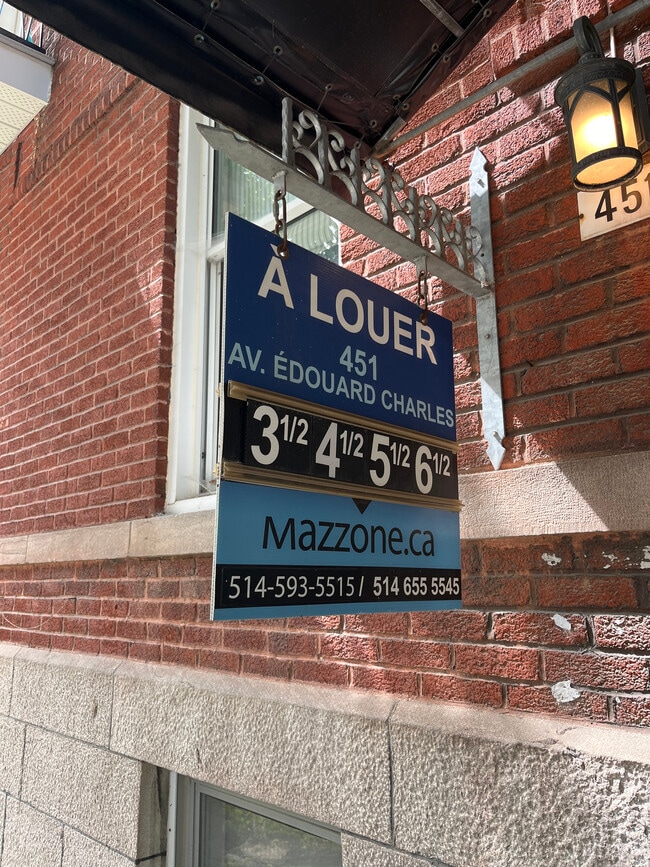 À LOUER
451
AV. ÉDOUARD CHARLES
3 1/2 4 1/2 5 1/2 6 1/2
Mazzone.ca
514-593-5515 / 514 655 5545
451